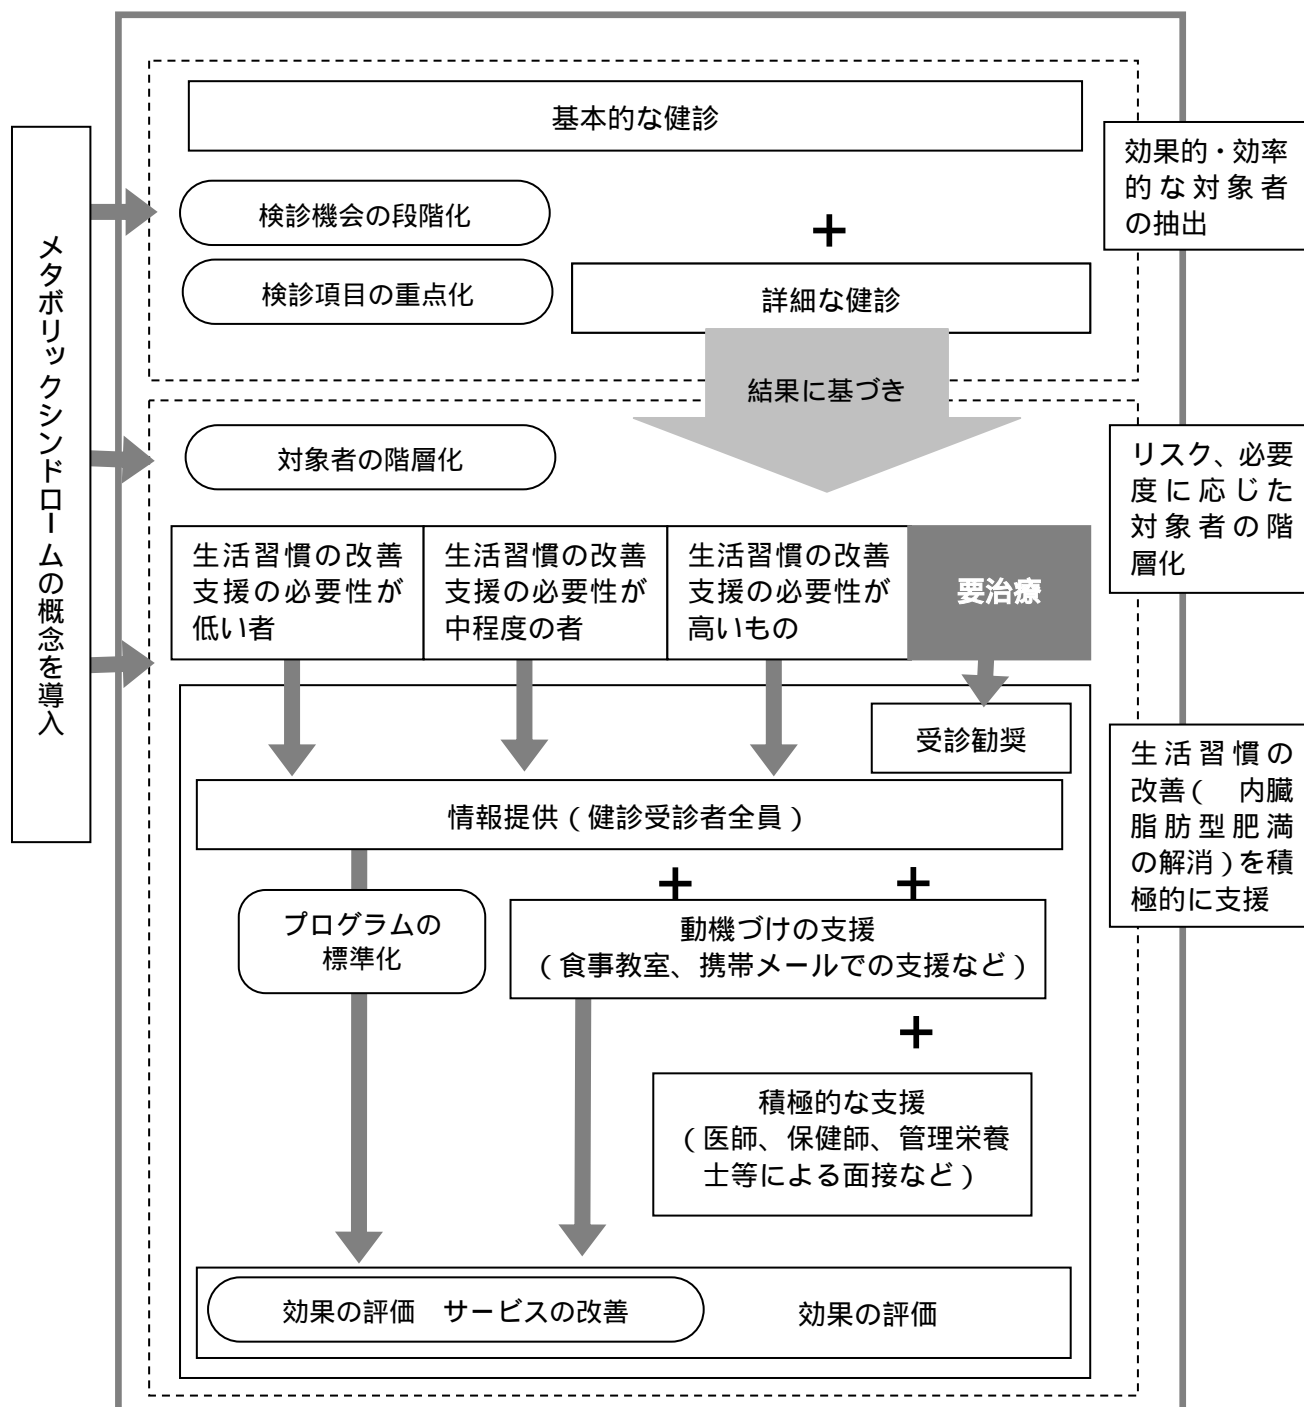 基本的な健診
メタボリックシンドロームの概念を導入
効果的・効率
的な対象者
の抽出
検診機会の段階化
+
検診項目の重点化
詳細な健診
結果に基づき
対象者の階層化
リスク、必要
度に応じた
対象者の階
層化
生活習慣の改善
支援の必要性が
低い者
生活習慣の改善
支援の必要性が
中程度の者
生活習慣の改善
支援の必要性が
高いもの
要治療
受診勧奨
生活習慣の
改善( 内臓
脂肪型肥満
の解消)を積
極的に支援
情報提供(健診受診者全員)
+ +
プログラムの
標準化
動機づけの支援
(食事教室、携帯メールでの支援など)
+
積極的な支援
(医師、保健師、管理栄養
士等による面接など)
効果の評価 サービスの改善
効果の評価